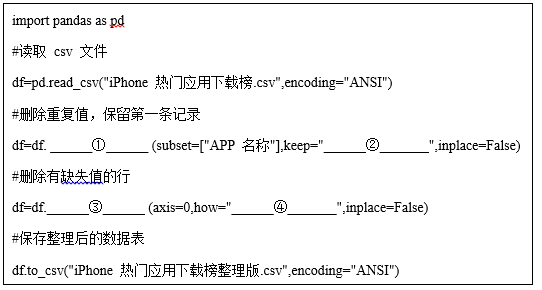 import pandas as pd
#读取 csv 文件
df=pd.read_csv("iPhone 热门应用下载榜.csv",encoding="ANSI")
#删除重复值，保留第一条记录
df=df. ______①______ (subset=["APP 名称"],keep="______②_______",inplace=False)
#删除有缺失值的行
df=df.______③______ (axis=0,how="______④_______",inplace=False)
#保存整理后的数据表
df.to_csv("iPhone 热门应用下载榜整理版.csv",encoding="ANSI")